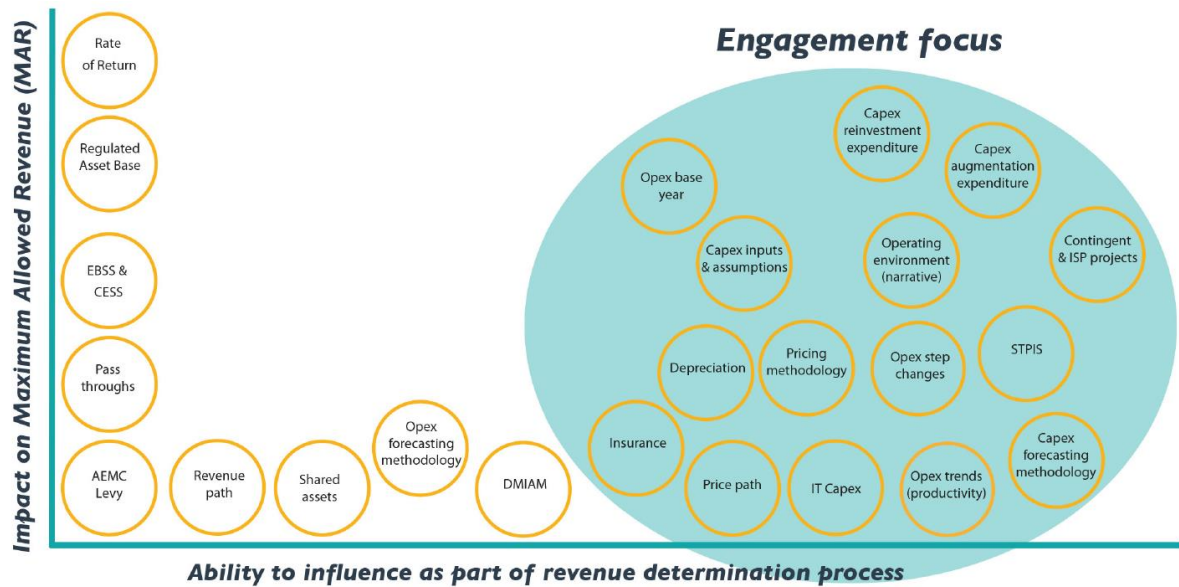 Impact on Maximum Allowed Revenue (MAR)
Engagement focus
Rate
of Return
Regulated
Asset Base
EBSS &
CESS
Pass
throughs
AEMC
Levy
Revenue
path
Shared
assets
Opex
forecasting
methodology
DMIAM
Capex
reinvestment
expenditure
Capex
augmentation
expenditure
Opex base
year
Capex inputs
& assumptions
Operating
environment
(narrative)
Contingent
& ISP projects
Depreciation
Pricing
methodology
Opex step
changes
STPIS
Insurance
Price path
IT Capex
Opex trends
(productivity)
Capex
forecasting
methodology
Ability to influence as part of revenue determination process